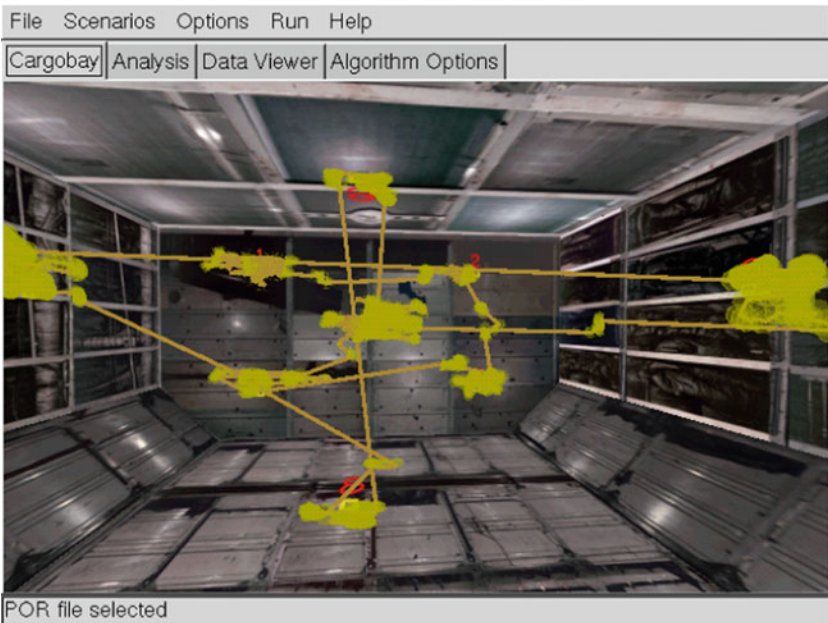 File Scenarios Options Run Help
Cargobay Analysis Data Viewer Algorithm Options
1
2
POR file selected